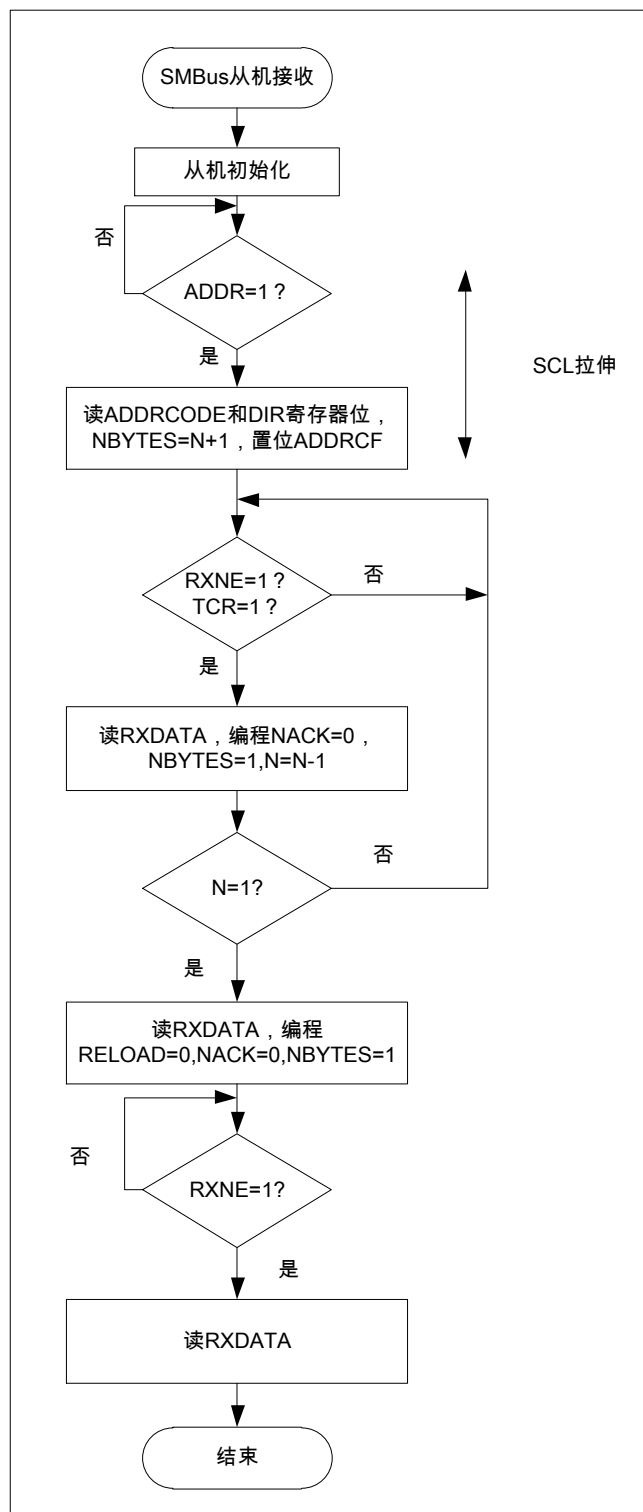 SMBus从机接收
从机初始化
否
ADDR=1？
是
SCL拉伸
读ADDRCODE和DIR寄存器位，
NBYTES=N+1，置位ADDRCF
RXNE=1？
TCR=1？
否
是
读RXDATA，编程NACK=0，
NBYTES=1,N=N-1
N=1?
否
是
读RXDATA，编程
RELOAD=0,NACK=0,NBYTES=1
否
RXNE=1?
是
读RXDATA
结束